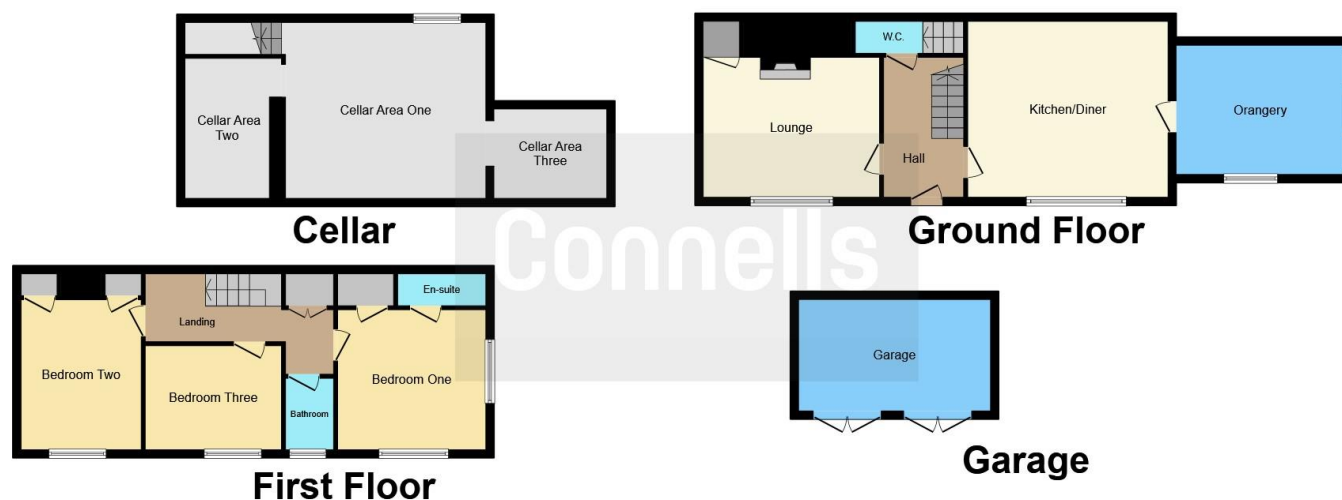 Cellar Area
Two
Cellar Area One
Cellar Area
Three
Cellar
Lounge
W.C.
Hall
Kitchen/Diner
Orangery
Ground Floor
Connells
Bedroom Two
Landing
Bedroom Three
Bathroom
En-suite
Bedroom One
First Floor
Garage
Garage